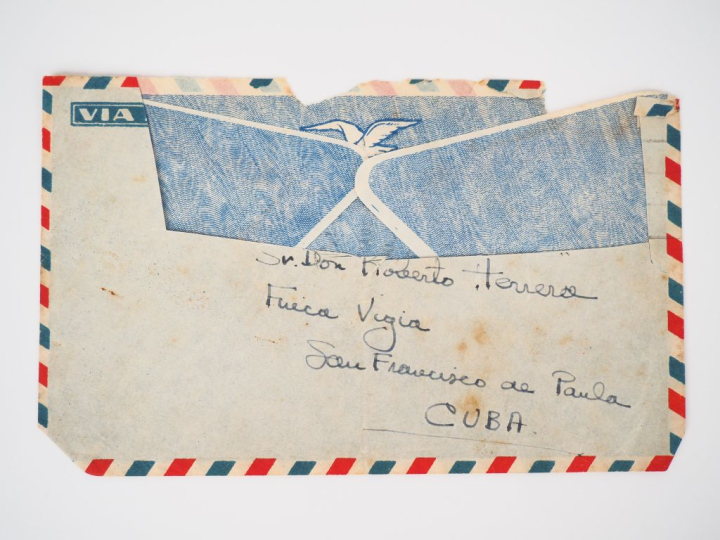 VIA
Sr. Don Roberto Herrera
Finca Vigia
San Francisco de Paula
CUBA.